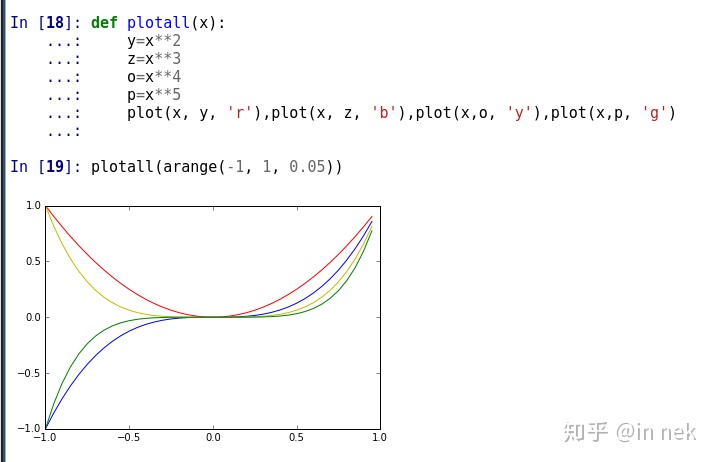 In [18]: def plotall(x):
...: y=x**2
...: z=x**3
...: o=x**4
...: p=x**5
...: plot(x, y, 'r'),plot(x, z, 'b'),plot(x,o, 'y'),plot(x,p, 'g')
...:
In [19]: plotall(arange(-1, 1, 0.05))
1.0
0.5
0.0
−0.5
−1.0
−1.0 −0.5 0.0 0.5 1.0
知乎 @in nek